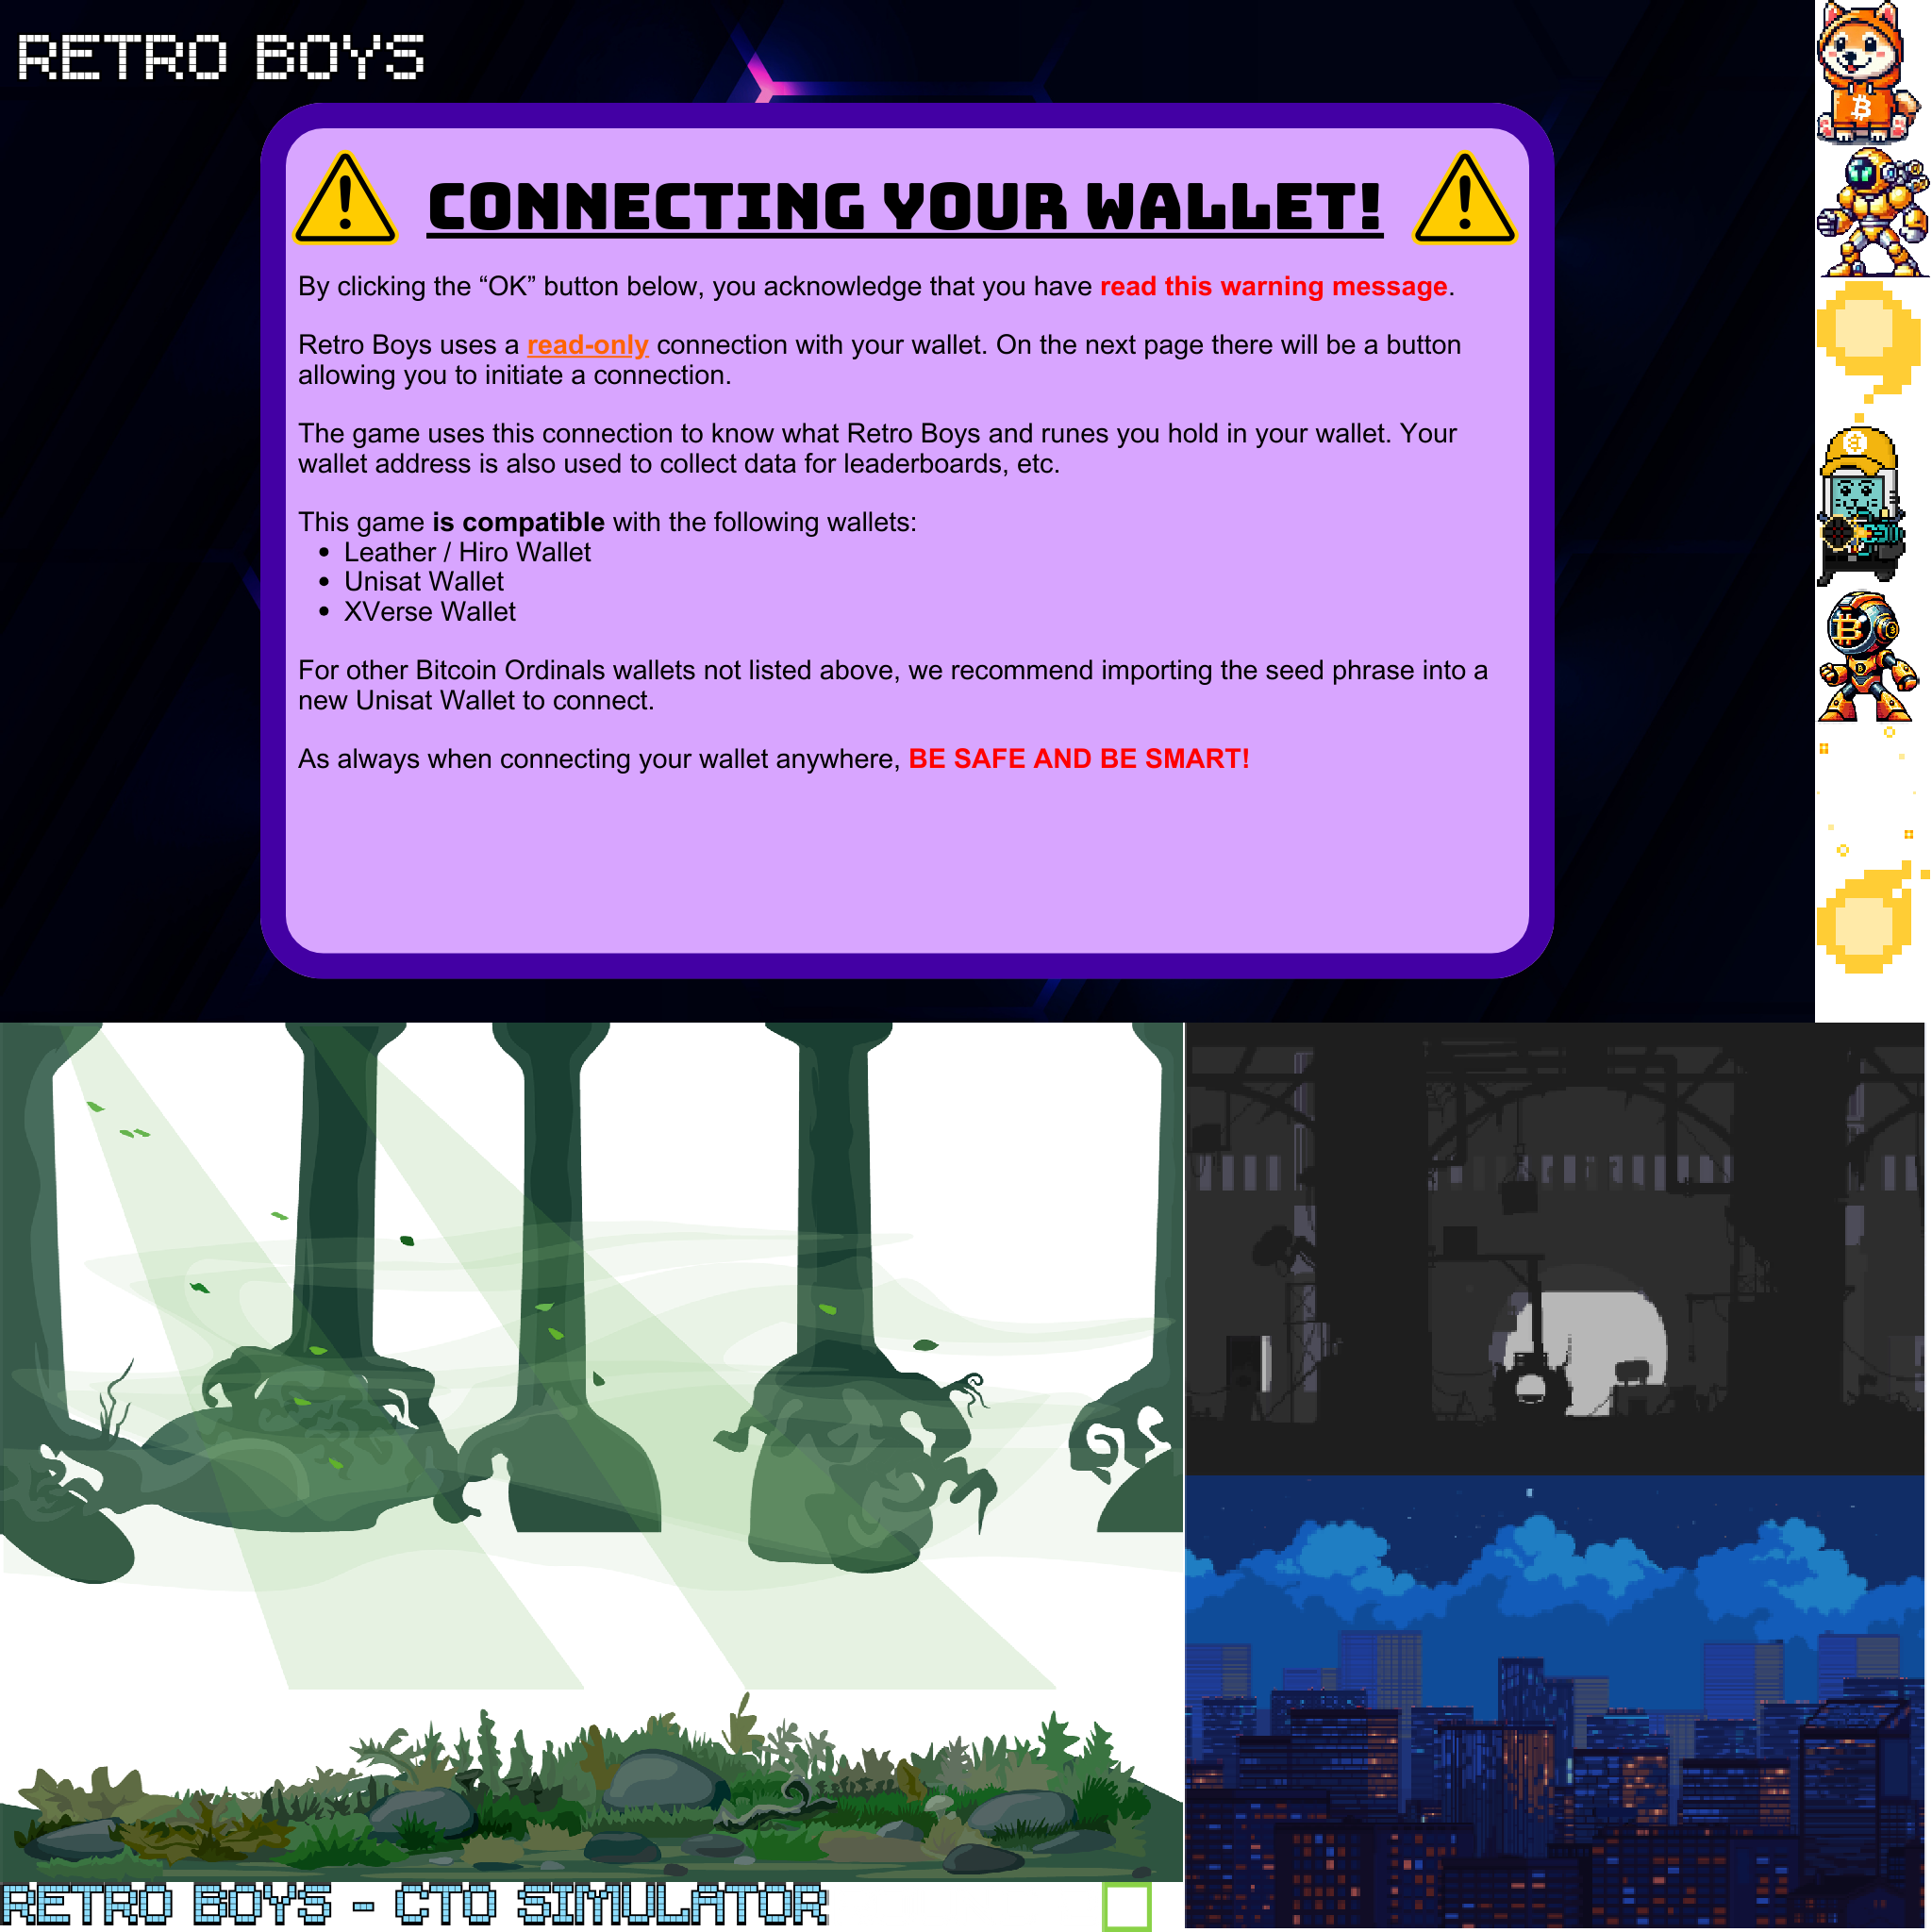 RETRO BOYS
CONNECTING YOUR WALLET!
By clicking the “OK” button below, you acknowledge that you have read this warning message.
Retro Boys uses a read-only connection with your wallet. On the next page there will be a button
allowing you to initiate a connection.
The game uses this connection to know what Retro Boys and runes you hold in your wallet. Your
wallet address is also used to collect data for leaderboards, etc.
This game is compatible with the following wallets:
• Leather / Hiro Wallet
• Unisat Wallet
• XVerse Wallet
For other Bitcoin Ordinals wallets not listed above, we recommend importing the seed phrase into a
new Unisat Wallet to connect.
As always when connecting your wallet anywhere, BE SAFE AND BE SMART!
RETRO BOYS - CTO SIMULATOR